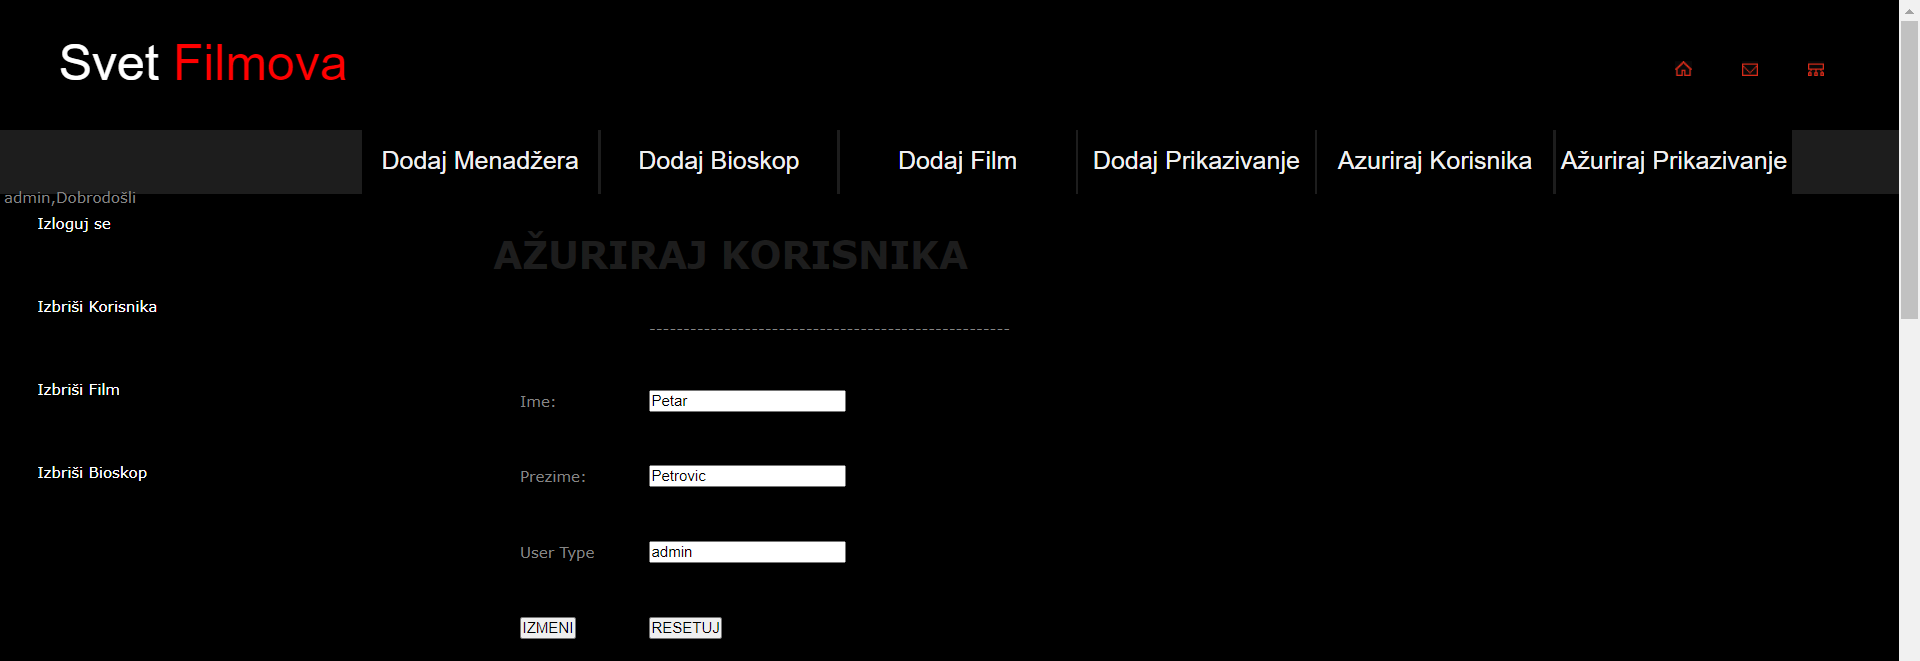 Svet Filmova
Dodaj Menadžera
Dodaj Bioskop
Dodaj Film
Dodaj Prikazivanje
Azuriraj Korisnika
Ažuriraj Prikazivanje
admin,Dobrodošli
Izloguj se
Izbriši Korisnika
Izbriši Film
Izbriši Bioskop
AŽURIRAJ KORISNIKA
-----------------------------------------------------
Ime: Petar
Prezime: Petrovic
User Type admin
IZMENI RESETUJ